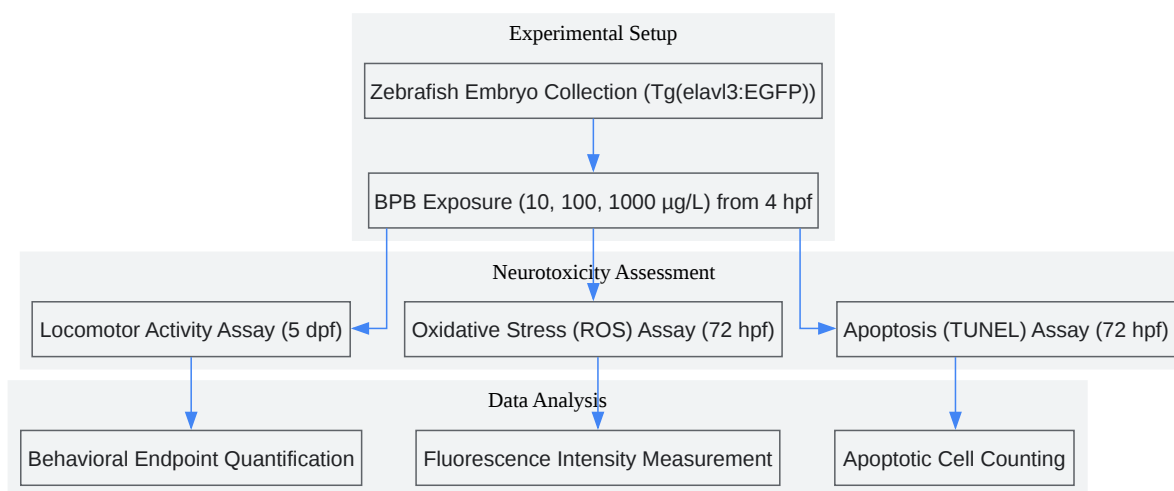 Experimental Setup
Zebrafish Embryo Collection (Tg(elavl3:EGFP))
BPB Exposure (10, 100, 1000 µg/L) from 4 hpf
Neurotoxicity Assessment
Locomotor Activity Assay (5 dpf)
Oxidative Stress (ROS) Assay (72 hpf)
Apoptosis (TUNEL) Assay (72 hpf)
Data Analysis
Behavioral Endpoint Quantification
Fluorescence Intensity Measurement
Apoptotic Cell Counting